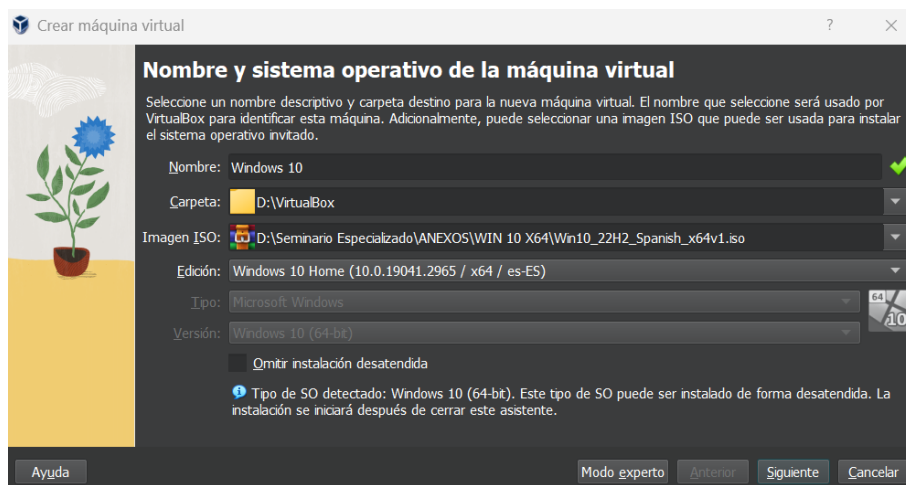 Crear máquina virtual
?
Nombre y sistema operativo de la máquina virtual
Seleccione un nombre descriptivo y carpeta destino para la nueva máquina virtual. El nombre que seleccione será usado por
VirtualBox para identificar esta máquina. Adicionalmente, puede seleccionar una imagen ISO que puede ser usada para instalar
el sistema operativo invitado.
Nombre: Windows 10
Carpeta: D:\VirtualBox
Imagen ISO: D:\Seminario Especializado\ANEXOS\WIN 10 X64\Win10_22H2_Spanish_x64v1.iso
Edición: Windows 10 Home (10.0.19041.2965 / x64 / es-ES)
Tipo: Microsoft Windows
64
Versión: Windows 10 (64-bit)
10
Omitir instalación desatendida
Tipo de SO detectado: Windows 10 (64-bit). Este tipo de SO puede ser instalado de forma desatendida. La
instalación se iniciará después de cerrar este asistente.
Ayuda Modo experto Anterior Siguiente Cancelar